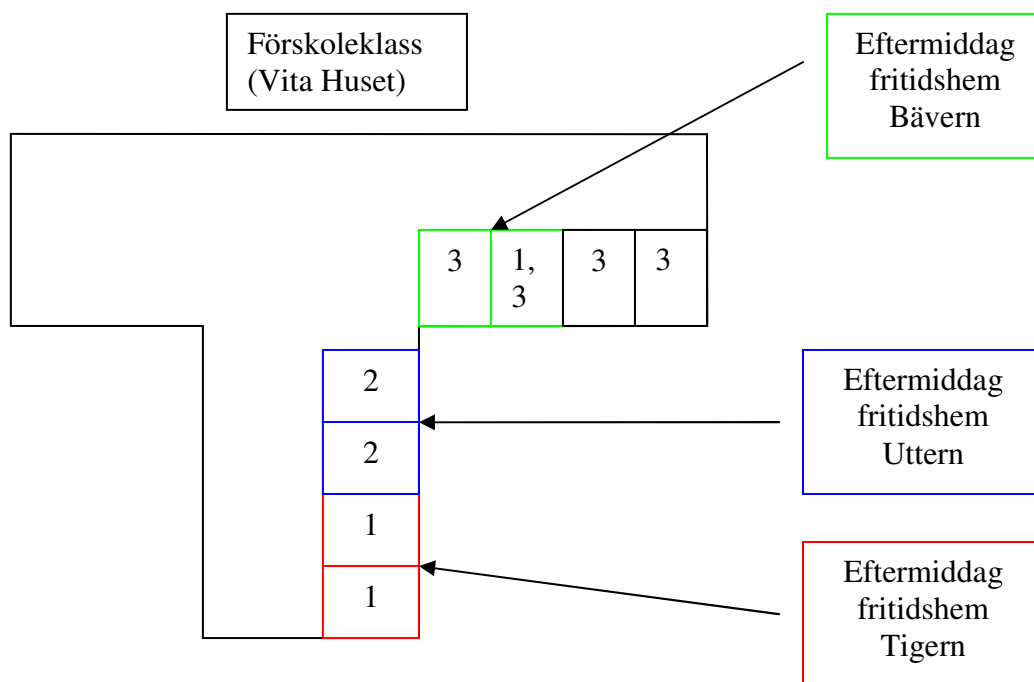 Förskoleklass
(Vita Huset)
Eftermiddag
fritidshem
Bävern
3
1,
3
3
3
2
2
Eftermiddag
fritidshem
Uttern
1
1
Eftermiddag
fritidshem
Tigern